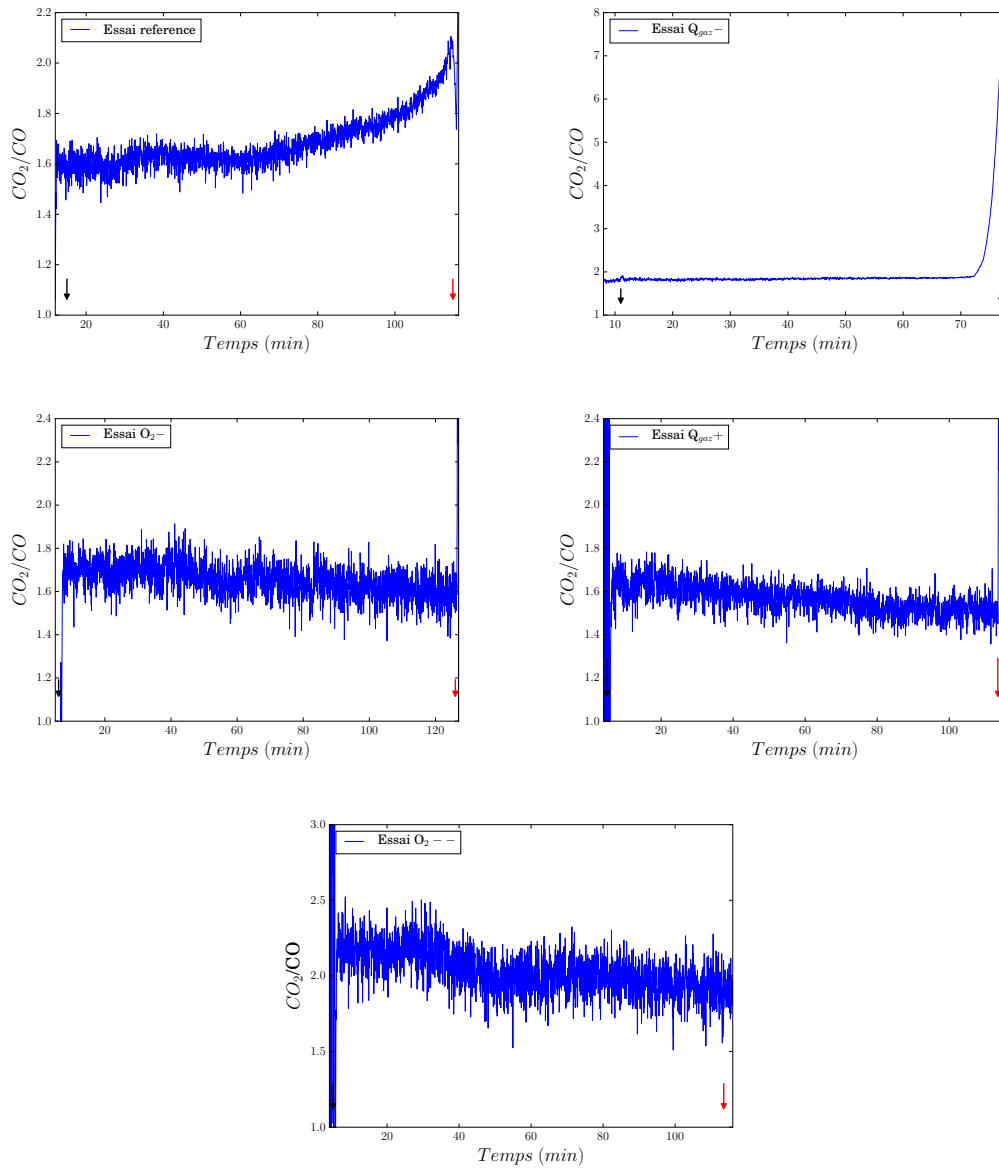 Essai reference
2.2
2.0
1.8
1.6
1.4
1.2
1.0
CO₂/CO
20 40 60 80 100
Temps (min)
Essai Q_gaz−
8
7
6
5
4
3
2
1
CO₂/CO
10 20 30 40 50 60 70
Temps (min)
Essai O₂−
2.4
2.2
2.0
1.8
1.6
1.4
1.2
1.0
CO₂/CO
20 40 60 80 100 120
Temps (min)
Essai Q_gaz+
2.4
2.2
2.0
1.8
1.6
1.4
1.2
1.0
CO₂/CO
20 40 60 80 100
Temps (min)
Essai O₂ − −
3.0
2.5
2.0
1.5
1.0
CO₂/CO
20 40 60 80 100
Temps (min)